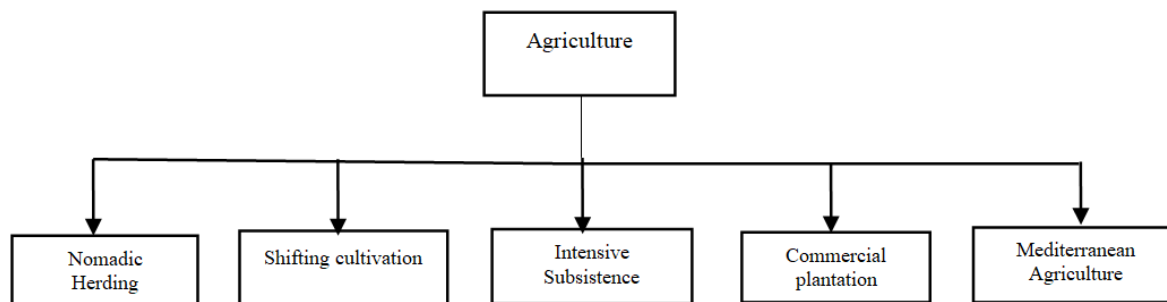 Agriculture
Nomadic
Herding
Shifting cultivation
Intensive
Subsistence
Commercial
plantation
Mediterranean
Agriculture